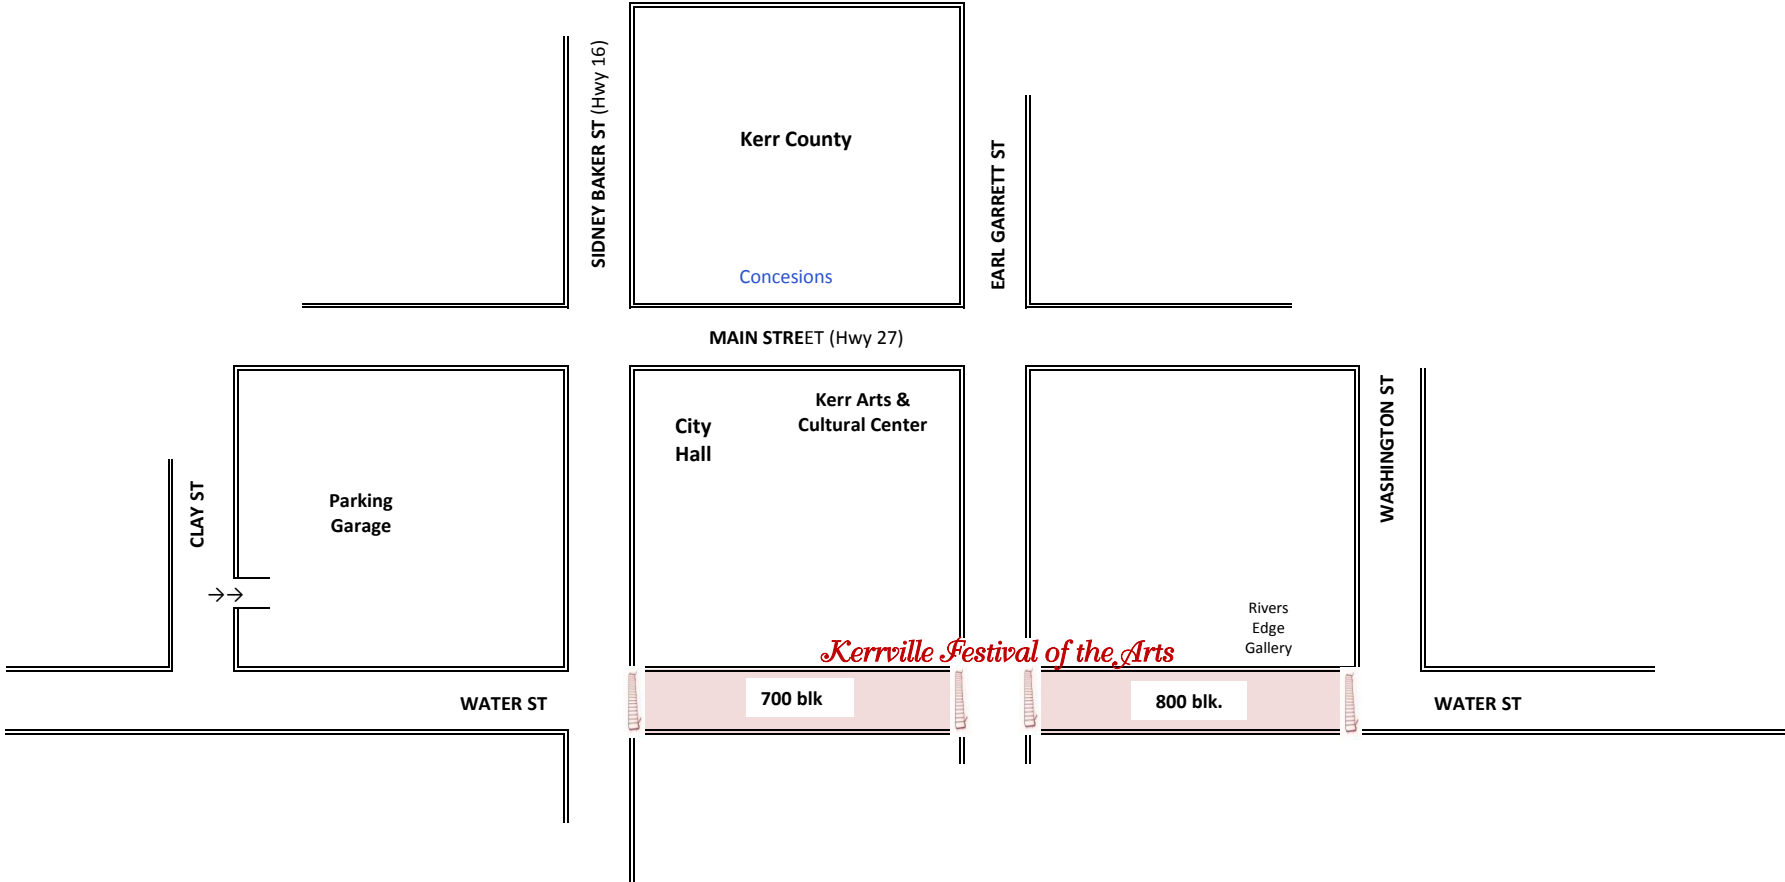 SIDNEY BAKER ST (Hwy 16)
Kerr County
EARL GARRETT ST
Concesions
MAIN STREET (Hwy 27)
Kerr Arts &
Cultural Center
City
Hall
WASHINGTON ST
CLAY ST
Parking
Garage
→→
Rivers
Edge
Gallery
Kerrville Festival of the Arts
WATER ST
700 blk
800 blk.
WATER ST